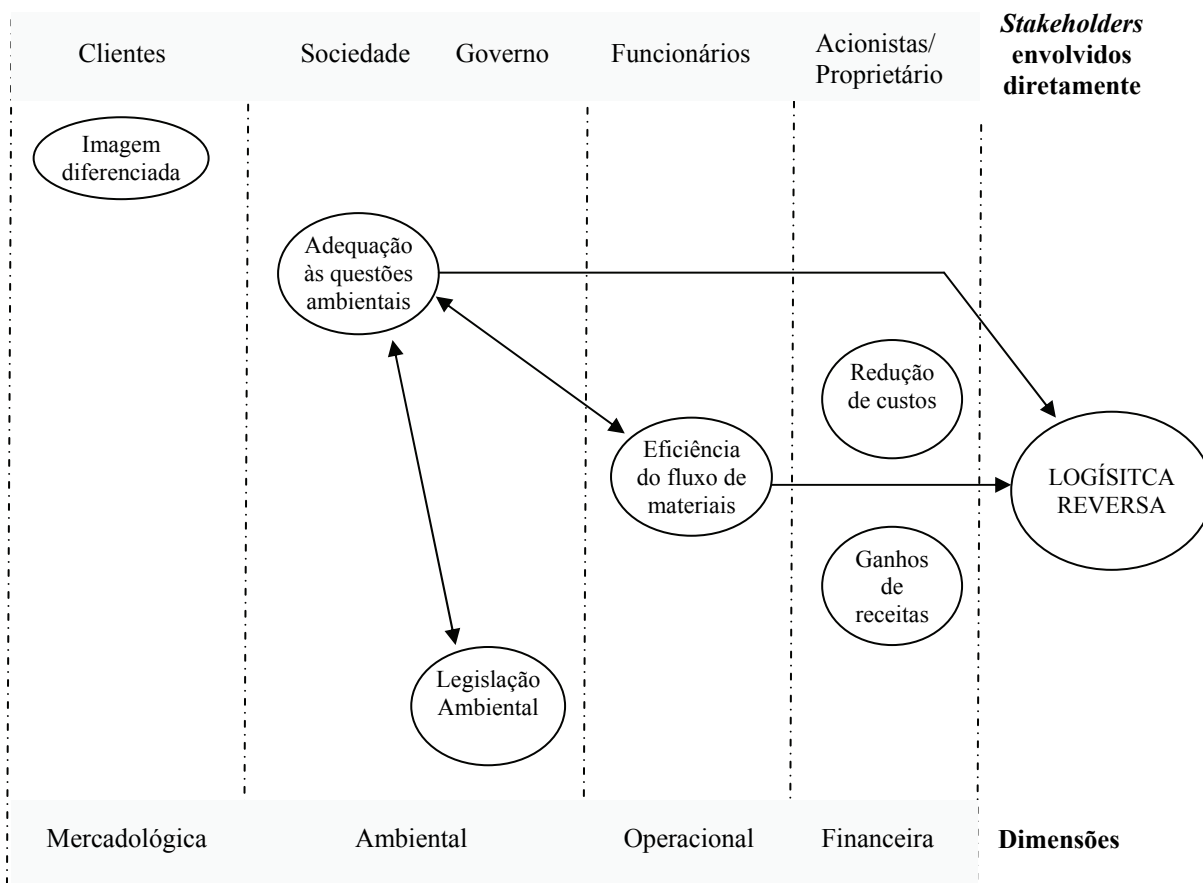 Clientes
Sociedade
Governo
Funcionários
Acionistas/
Proprietário
Stakeholders
envolvidos
diretamente
Imagem
diferenciada
Adequação
às questões
ambientais
Redução
de custos
Eficiência
do fluxo de
materiais
LOGÍSITCA
REVERSA
Ganhos
de
receitas
Legislação
Ambiental
Mercadológica
Ambiental
Operacional
Financeira
Dimensões